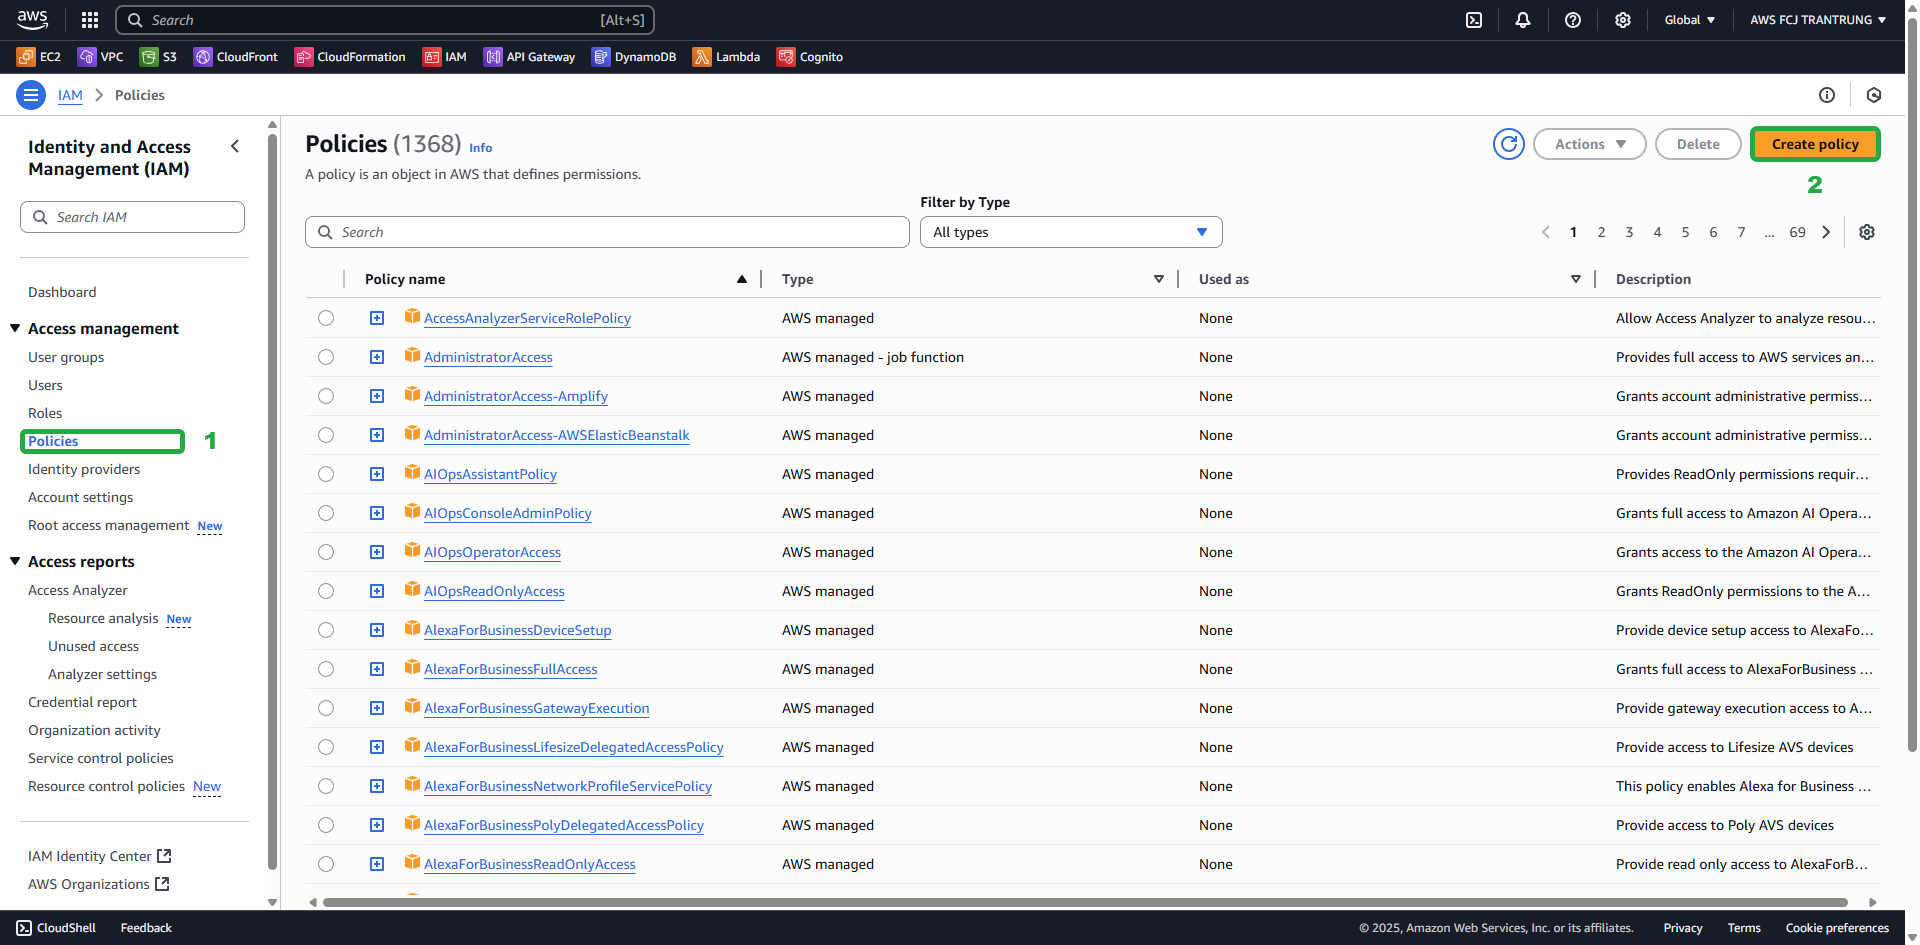 aws
Search [Alt+S]
Global AWS FCJ TRANTRUNG
EC2 VPC S3 CloudFront CloudFormation IAM API Gateway DynamoDB Lambda Cognito
IAM Policies
Identity and Access
Management (IAM)
Search IAM
Dashboard
Access management
User groups
Users
Roles
Policies 1
Identity providers
Account settings
Root access management New
Access reports
Access Analyzer
Resource analysis New
Unused access
Analyzer settings
Credential report
Organization activity
Service control policies
Resource control policies New
IAM Identity Center
AWS Organizations
Policies (1368) Info
Actions Delete Create policy
A policy is an object in AWS that defines permissions.
2
Filter by Type
Search All types 1 2 3 4 5 6 7 ... 69
Policy name Type Used as Description
AccessAnalyzerServiceRolePolicy AWS managed None Allow Access Analyzer to analyze resou…
AdministratorAccess AWS managed - job function None Provides full access to AWS services an…
AdministratorAccess-Amplify AWS managed None Grants account administrative permiss…
AdministratorAccess-AWSElasticBeanstalk AWS managed None Grants account administrative permiss…
AIOpsAssistantPolicy AWS managed None Provides ReadOnly permissions requir…
AIOpsConsoleAdminPolicy AWS managed None Grants full access to Amazon AI Opera…
AIOpsOperatorAccess AWS managed None Grants access to the Amazon AI Opera…
AIOpsReadOnlyAccess AWS managed None Grants ReadOnly permissions to the A…
AlexaForBusinessDeviceSetup AWS managed None Provide device setup access to AlexaFo…
AlexaForBusinessFullAccess AWS managed None Grants full access to AlexaForBusiness …
AlexaForBusinessGatewayExecution AWS managed None Provide gateway execution access to A…
AlexaForBusinessLifesizeDelegatedAccessPolicy AWS managed None Provide access to Lifesize AVS devices
AlexaForBusinessNetworkProfileServicePolicy AWS managed None This policy enables Alexa for Business …
AlexaForBusinessPolyDelegatedAccessPolicy AWS managed None Provide access to Poly AVS devices
AlexaForBusinessReadOnlyAccess AWS managed None Provide read only access to AlexaForB…
CloudShell Feedback © 2025, Amazon Web Services, Inc. or its affiliates. Privacy Terms Cookie preferences